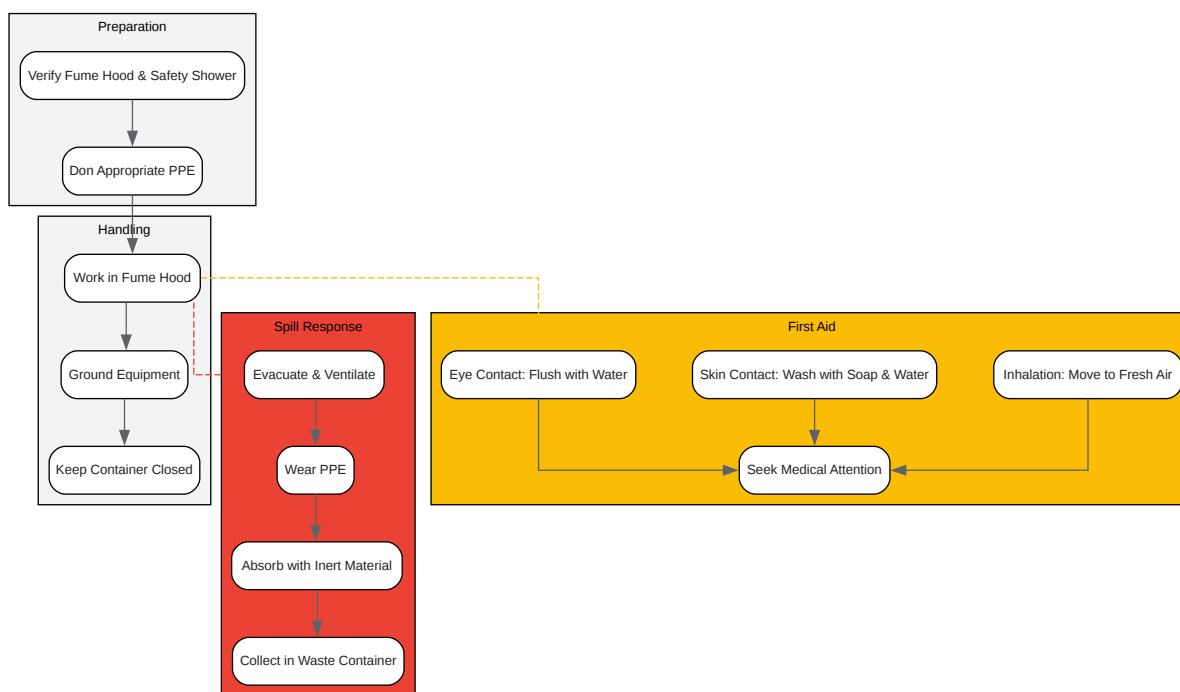 Preparation
Verify Fume Hood & Safety Shower
Don Appropriate PPE
Handling
Work in Fume Hood
Ground Equipment
Keep Container Closed
Spill Response
Evacuate & Ventilate
Wear PPE
Absorb with Inert Material
Collect in Waste Container
First Aid
Eye Contact: Flush with Water
Skin Contact: Wash with Soap & Water
Inhalation: Move to Fresh Air
Seek Medical Attention